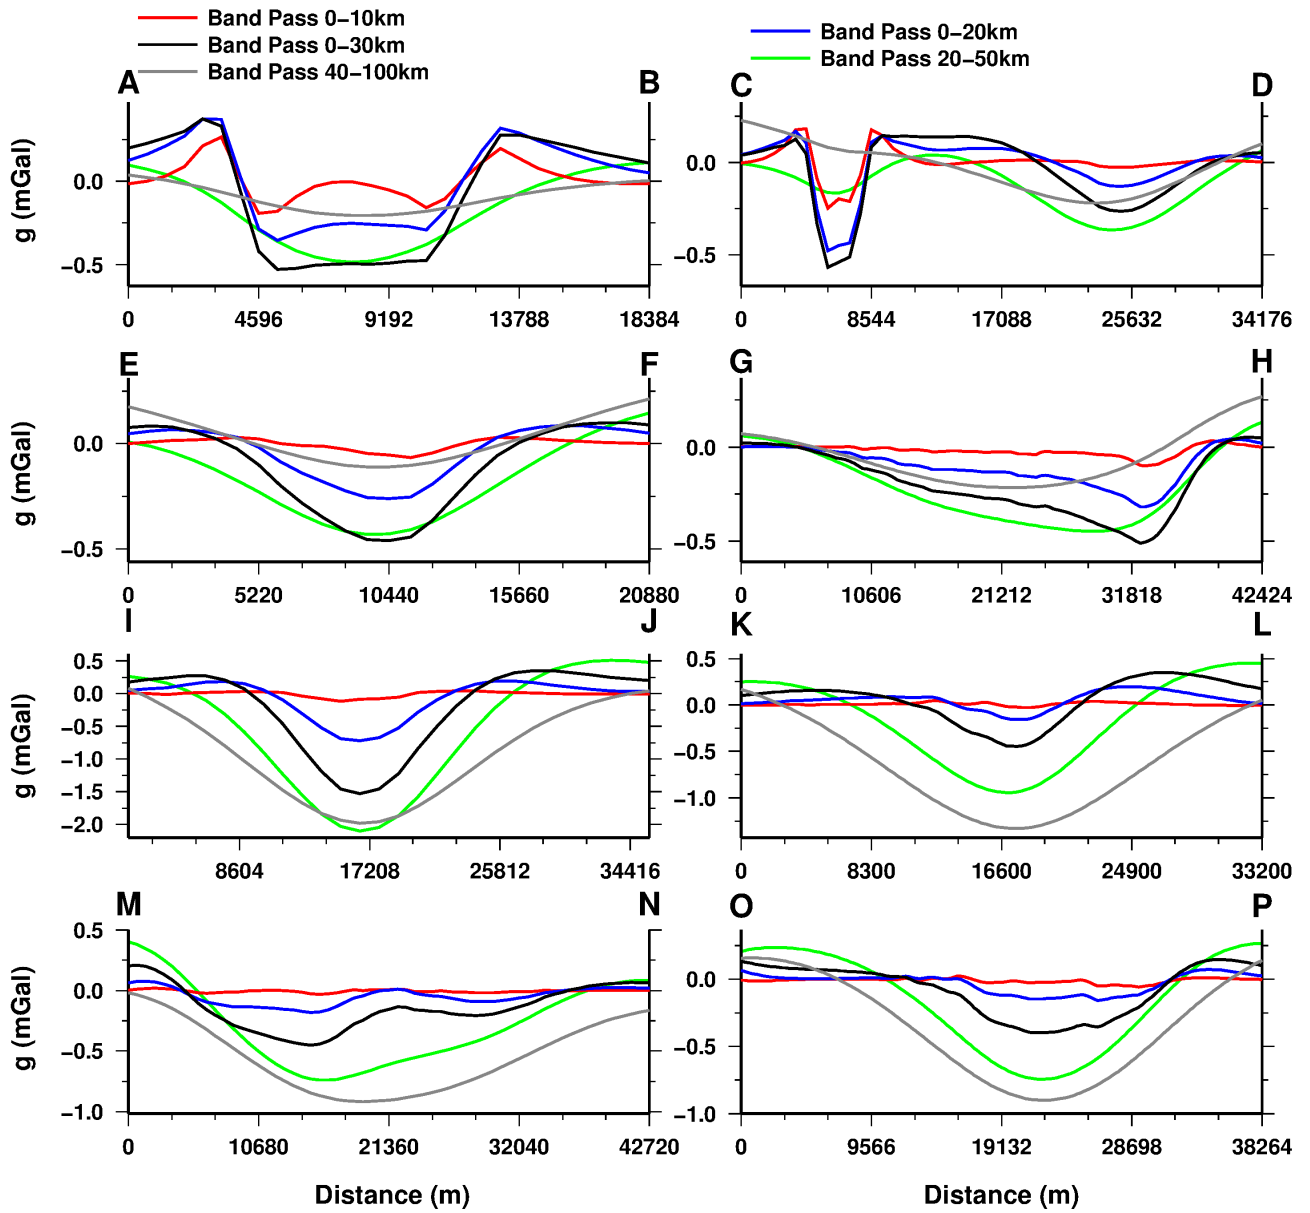 Band Pass 0−10km
Band Pass 0−30km
Band Pass 40−100km
Band Pass 0−20km
Band Pass 20−50km
A B
g (mGal)
0.0
−0.5
0 4596 9192 13788 18384
C D
0.0
−0.5
0 8544 17088 25632 34176
E F
g (mGal)
0.0
−0.5
0 5220 10440 15660 20880
G H
0.0
−0.5
0 10606 21212 31818 42424
I J
g (mGal)
0.5
0.0
−0.5
−1.0
−1.5
−2.0
8604 17208 25812 34416
K L
0.5
0.0
−0.5
−1.0
0 8300 16600 24900 33200
M N
g (mGal)
0.5
0.0
−0.5
−1.0
0 10680 21360 32040 42720
Distance (m)
O P
0.0
−0.5
−1.0
0 9566 19132 28698 38264
Distance (m)